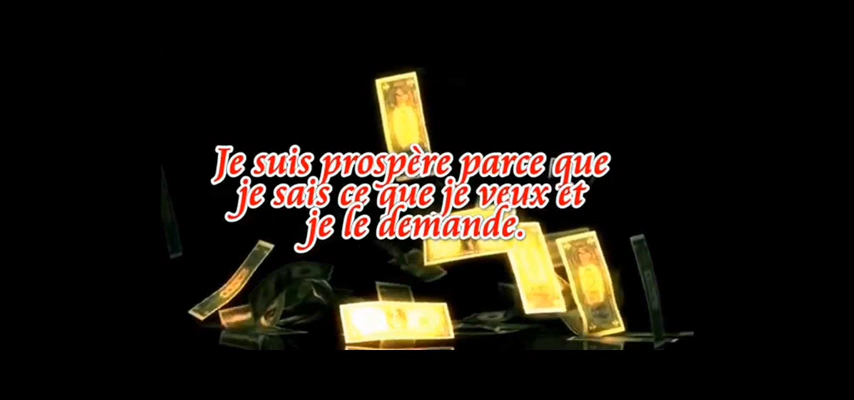 Je suis prospère parce que
je sais ce que je veux et
je le demande.